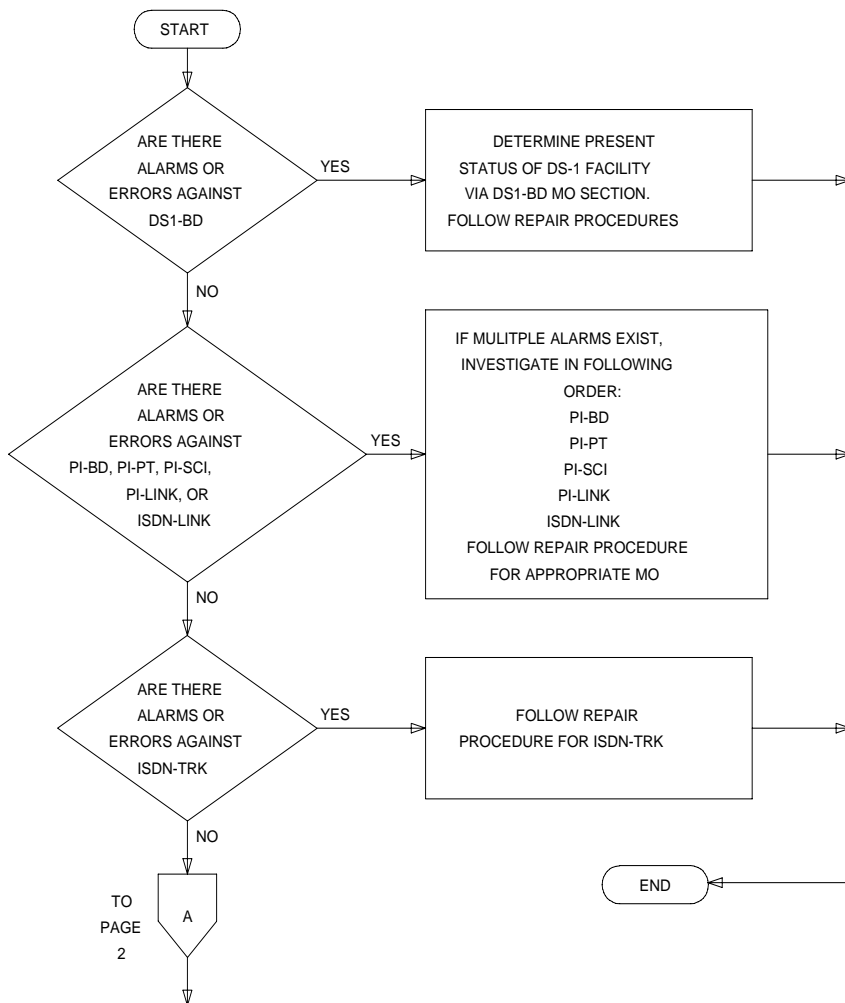 START
ARE THERE
ALARMS OR
ERRORS AGAINST
DS1-BD
YES
DETERMINE PRESENT
STATUS OF DS-1 FACILITY
VIA DS1-BD MO SECTION.
FOLLOW REPAIR PROCEDURES
NO
ARE THERE
ALARMS OR
ERRORS AGAINST
PI-BD, PI-PT, PI-SCI,
PI-LINK, OR
ISDN-LINK
YES
IF MULITPLE ALARMS EXIST,
INVESTIGATE IN FOLLOWING
ORDER:
PI-BD
PI-PT
PI-SCI
PI-LINK
ISDN-LINK
FOLLOW REPAIR PROCEDURE
FOR APPROPRIATE MO
NO
ARE THERE
ALARMS OR
ERRORS AGAINST
ISDN-TRK
YES
FOLLOW REPAIR
PROCEDURE FOR ISDN-TRK
NO
TO
PAGE
2
A
END